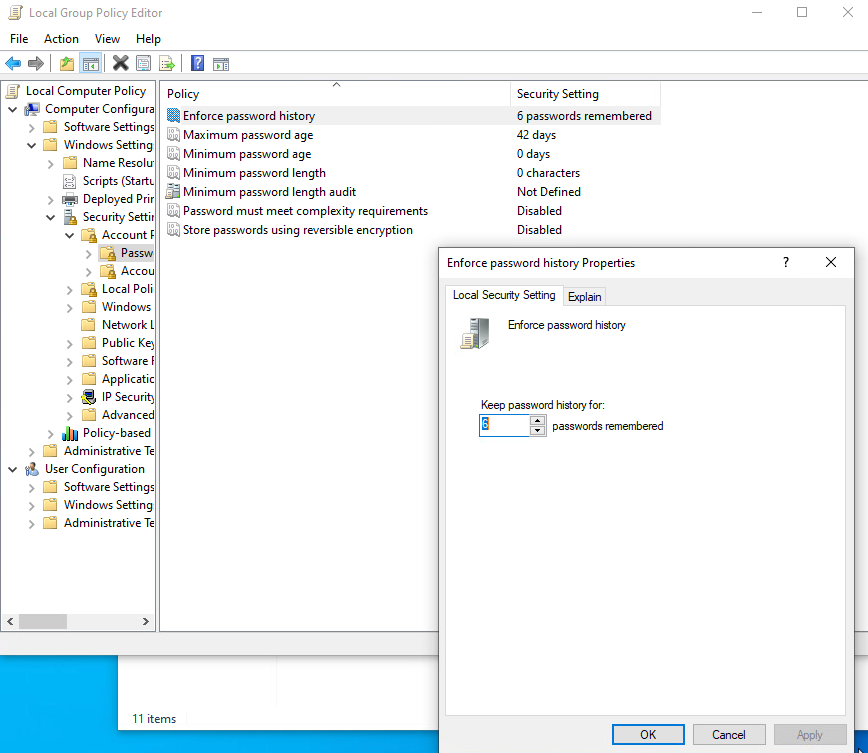 Local Group Policy Editor
File Action View Help
Local Computer Policy
Computer Configura
Software Settings
Windows Setting
Name Resolu
Scripts (Startu
Deployed Prin
Security Settin
Account P
Passw
Accou
Local Poli
Windows
Network L
Public Key
Software R
Applicatio
IP Security
Advanced
Policy-based
Administrative Te
User Configuration
Software Settings
Windows Setting
Administrative Te
Policy Security Setting
Enforce password history 6 passwords remembered
Maximum password age 42 days
Minimum password age 0 days
Minimum password length 0 characters
Minimum password length audit Not Defined
Password must meet complexity requirements Disabled
Store passwords using reversible encryption Disabled
Enforce password history Properties ?
Local Security Setting Explain
Enforce password history
Keep password history for:
6 passwords remembered
OK Cancel Apply
11 items